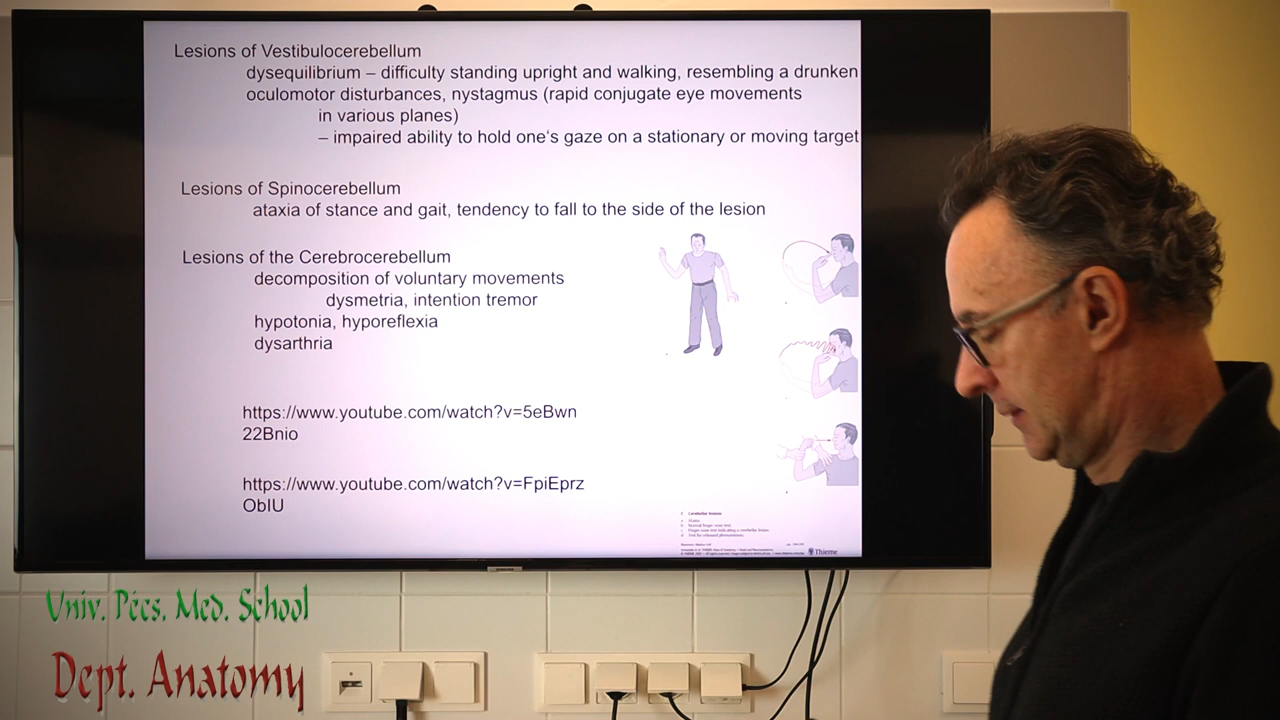 Lesions of Vestibulocerebellum
dysequilibrium – difficulty standing upright and walking, resembling a drunken
oculomotor disturbances, nystagmus (rapid conjugate eye movements
in various planes)
– impaired ability to hold one's gaze on a stationary or moving target
Lesions of Spinocerebellum
ataxia of stance and gait, tendency to fall to the side of the lesion
Lesions of the Cerebrocerebellum
decomposition of voluntary movements
dysmetria, intention tremor
hypotonia, hyporeflexia
dysarthria
https://www.youtube.com/watch?v=5eBwn
22Bnio
https://www.youtube.com/watch?v=FpiEprz
ObIU
Cerebellar lesions
Thieme
Univ. Pécs. Med. School
Dept. Anatomy